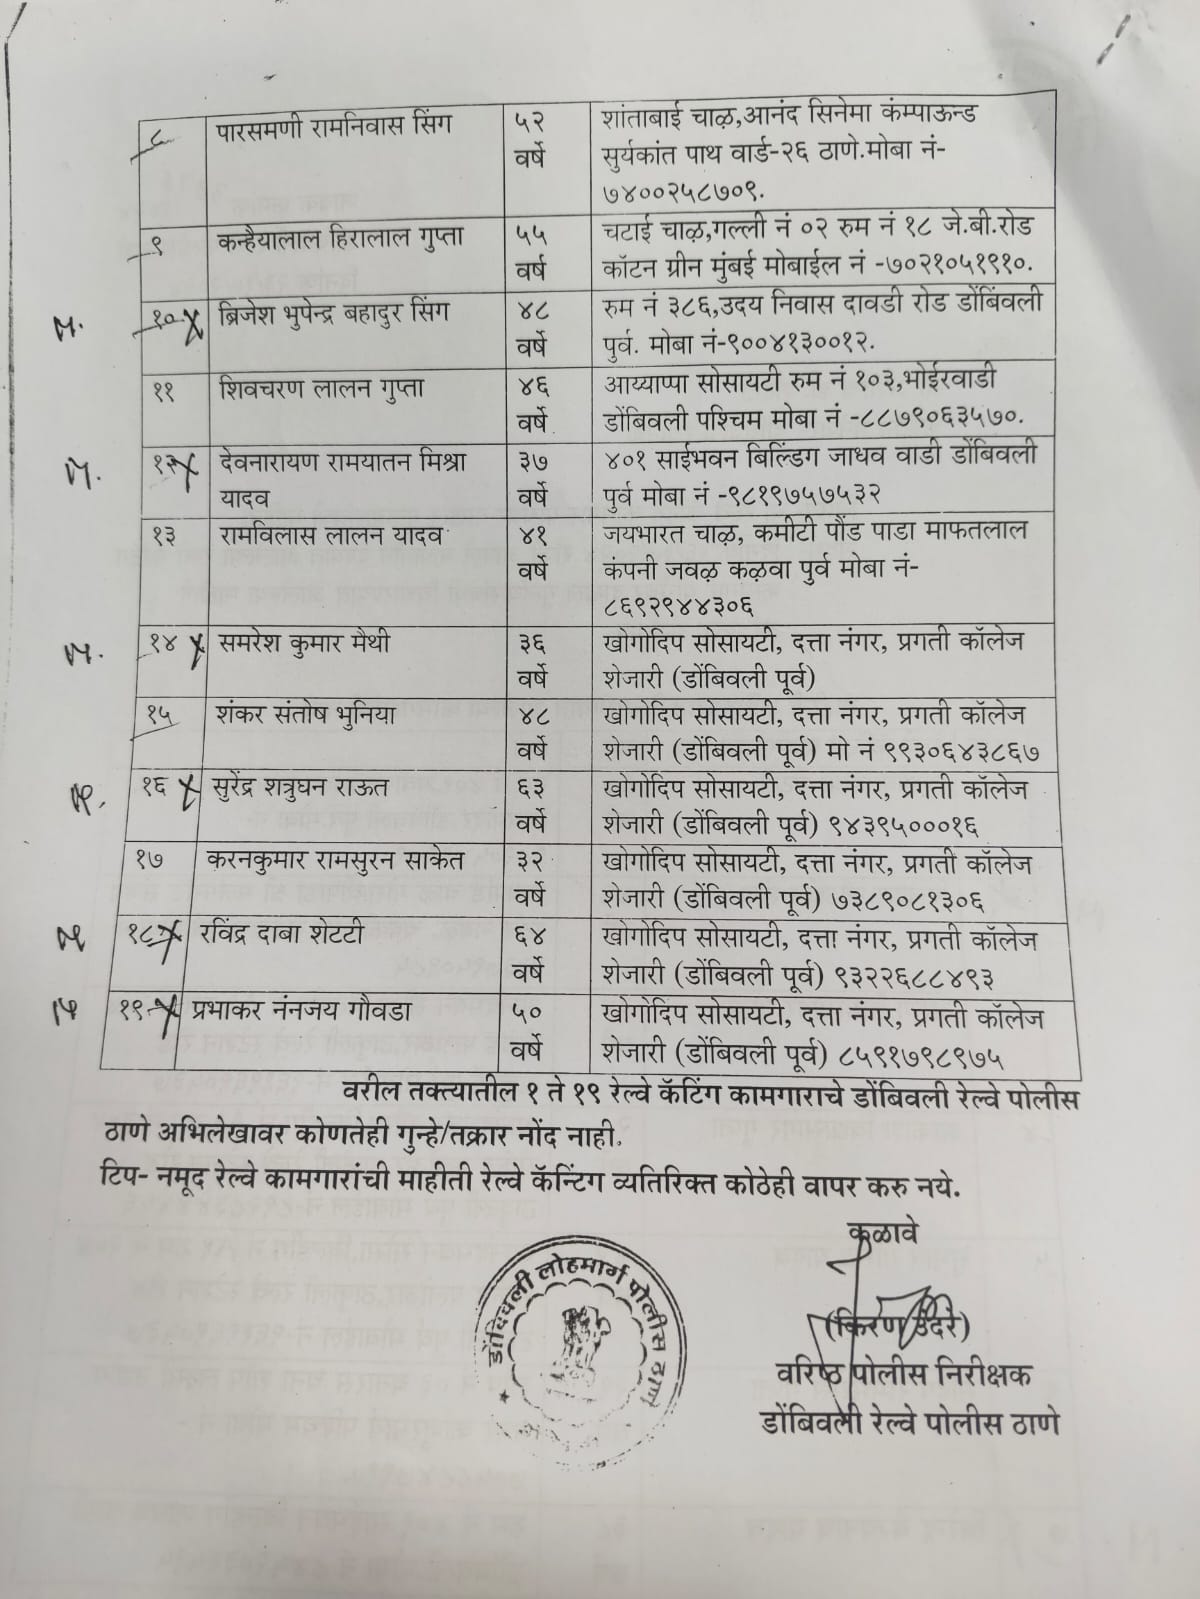 ८ पारसमणी रामनिवास सिंग ५२ शांताबाई चाळ,आनंद सिनेमा कंम्पाऊन्ड
वर्षे सुर्यकांत पाथ वार्ड-२६ ठाणे.मोबा नं-
७४००२५८७०९.
९ कन्हैयालाल हिरालाल गुप्ता ५५ चटाई चाळ,गल्ली नं ०२ रुम नं १८ जे.बी.रोड
वर्ष कॉटन ग्रीन मुंबई मोबाईल नं -७०२१०५१९१०.
१० ब्रिजेश भुपेन्द्र बहादुर सिंग ४८ रुम नं ३८६,उदय निवास दावडी रोड डोंबिंवली
वर्षे पुर्व. मोबा नं-९००४१३००१२.
११ शिवचरण लालन गुप्ता ४६ आय्याप्पा सोसायटी रुम नं १०३,भोईरवाडी
वर्षे डोंबिवली पश्चिम मोबा नं -८८७९०६३५७०.
१२ देवनारायण रामयातन मिश्रा ३७ ४०१ साईभवन बिल्डिंग जाधव वाडी डोंबिवली
यादव वर्षे पुर्व मोबा नं -९८१९७५७५३२
१३ रामविलास लालन यादव ४१ जयभारत चाळ, कमीटी पौंड पाडा माफतलाल
वर्षे कंपनी जवळ कळवा पुर्व मोबा नं-
८६९२९४४३०६
१४ समरेश कुमार मैथी ३६ खोगोदिप सोसायटी, दत्ता नंगर, प्रगती कॉलेज
वर्षे शेजारी (डोंबिवली पूर्व)
१५ शंकर संतोष भुनिया ४८ खोगोदिप सोसायटी, दत्ता नंगर, प्रगती कॉलेज
वर्षे शेजारी (डोंबिवली पूर्व) मो नं ९९३०६४३८६७
१६ सुरेंद्र शत्रुघन राऊत ६३ खोगोदिप सोसायटी, दत्ता नंगर, प्रगती कॉलेज
वर्षे शेजारी (डोंबिवली पूर्व) ९४३९५०००१६
१७ करनकुमार रामसुरन साकेत ३२ खोगोदिप सोसायटी, दत्ता नंगर, प्रगती कॉलेज
वर्षे शेजारी (डोंबिवली पूर्व) ७३८९०८१३०६
१८ रविंद्र दाबा शेटटी ६४ खोगोदिप सोसायटी, दत्ता नंगर, प्रगती कॉलेज
वर्षे शेजारी (डोंबिवली पूर्व) ९३२२६८८४९३
१९ प्रभाकर नंनजय गौवडा ५० खोगोदिप सोसायटी, दत्ता नंगर, प्रगती कॉलेज
वर्षे शेजारी (डोंबिवली पूर्व) ८५९१७९८९७५
वरील तक्त्यातील १ ते १९ रेल्वे कॅटिंग कामगाराचे डोंबिवली रेल्वे पोलीस
ठाणे अभिलेखावर कोणतेही गुन्हे/तक्रार नोंद नाही.
टिप- नमूद रेल्वे कामगारांची माहीती रेल्वे कॅन्टिंग व्यतिरिक्त कोठेही वापर करु नये.
कळावे
(किरण उंदरे)
वरिष्ठ पोलीस निरीक्षक
डोंबिवली रेल्वे पोलीस ठाणे
डोंबिवली लोहमार्ग पोलीस ठाणे